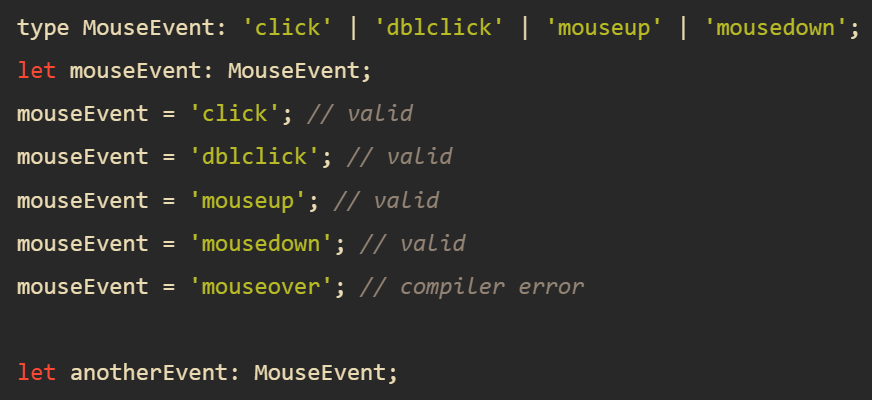 type MouseEvent: 'click' | 'dblclick' | 'mouseup' | 'mousedown';
let mouseEvent: MouseEvent;
mouseEvent = 'click'; // valid
mouseEvent = 'dblclick'; // valid
mouseEvent = 'mouseup'; // valid
mouseEvent = 'mousedown'; // valid
mouseEvent = 'mouseover'; // compiler error
let anotherEvent: MouseEvent;